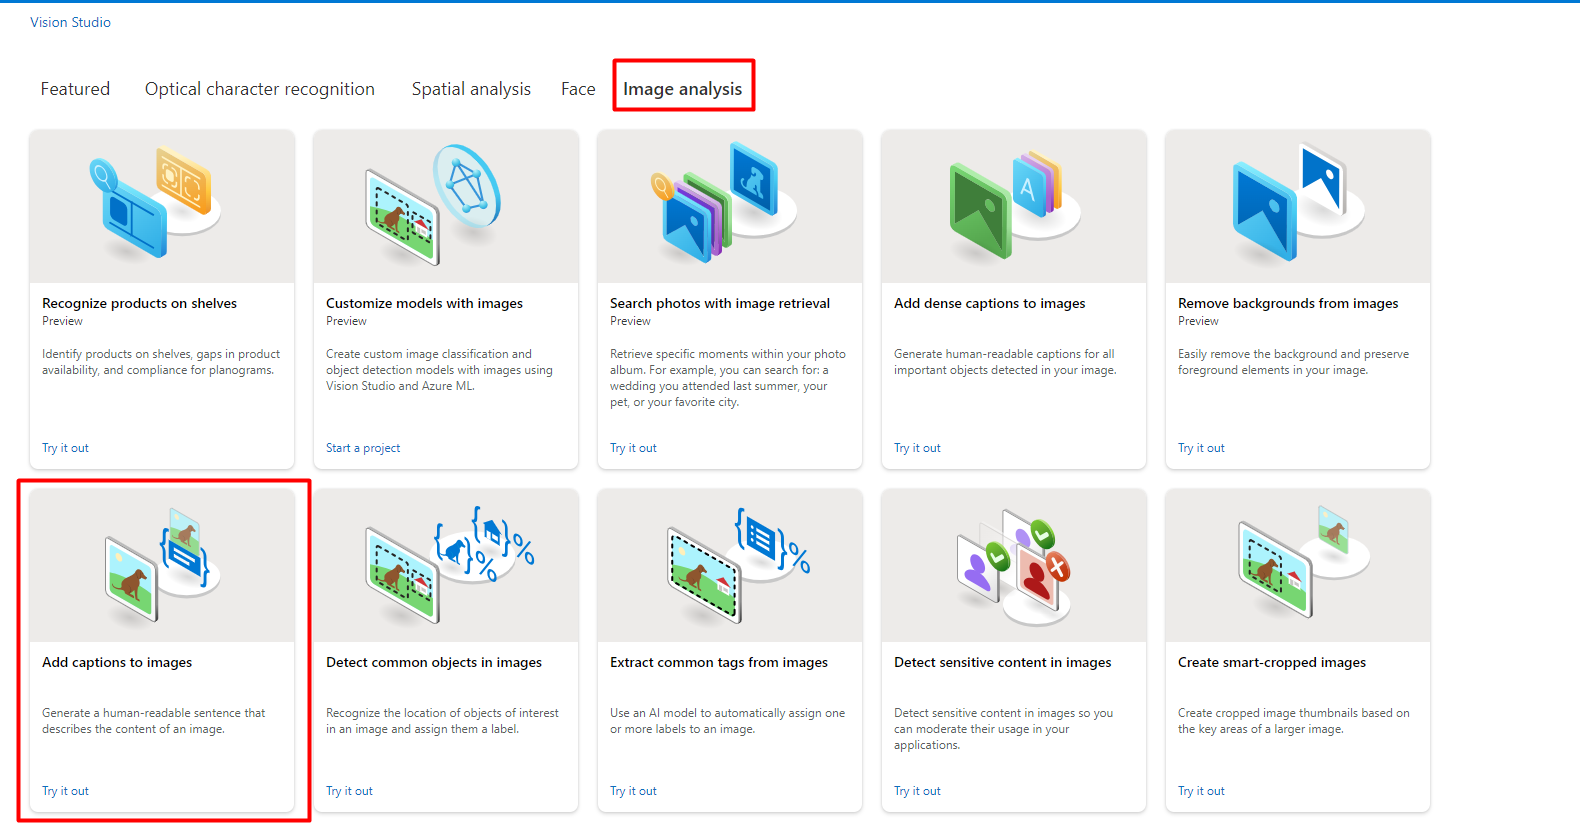 Vision Studio
Featured
Optical character recognition
Spatial analysis
Face
Image analysis
Recognize products on shelves
Preview
Identify products on shelves, gaps in product
availability, and compliance for planograms.
Try it out
Customize models with images
Preview
Create custom image classification and
object detection models with images using
Vision Studio and Azure ML.
Start a project
Search photos with image retrieval
Preview
Retrieve specific moments within your photo
album. For example, you can search for: a
wedding you attended last summer, your
pet, or your favorite city.
Try it out
A
Add dense captions to images
Generate human-readable captions for all
important objects detected in your image.
Try it out
Remove backgrounds from images
Preview
Easily remove the background and preserve
foreground elements in your image.
Try it out
Add captions to images
Generate a human-readable sentence that
describes the content of an image.
Try it out
{ } { } %
%
Detect common objects in images
Recognize the location of objects of interest
in an image and assign them a label.
Try it out
{ } %
Extract common tags from images
Use an AI model to automatically assign one
or more labels to an image.
Try it out
Detect sensitive content in images
Detect sensitive content in images so you
can moderate their usage in your
applications.
Try it out
Create smart-cropped images
Create cropped image thumbnails based on
the key areas of a larger image.
Try it out